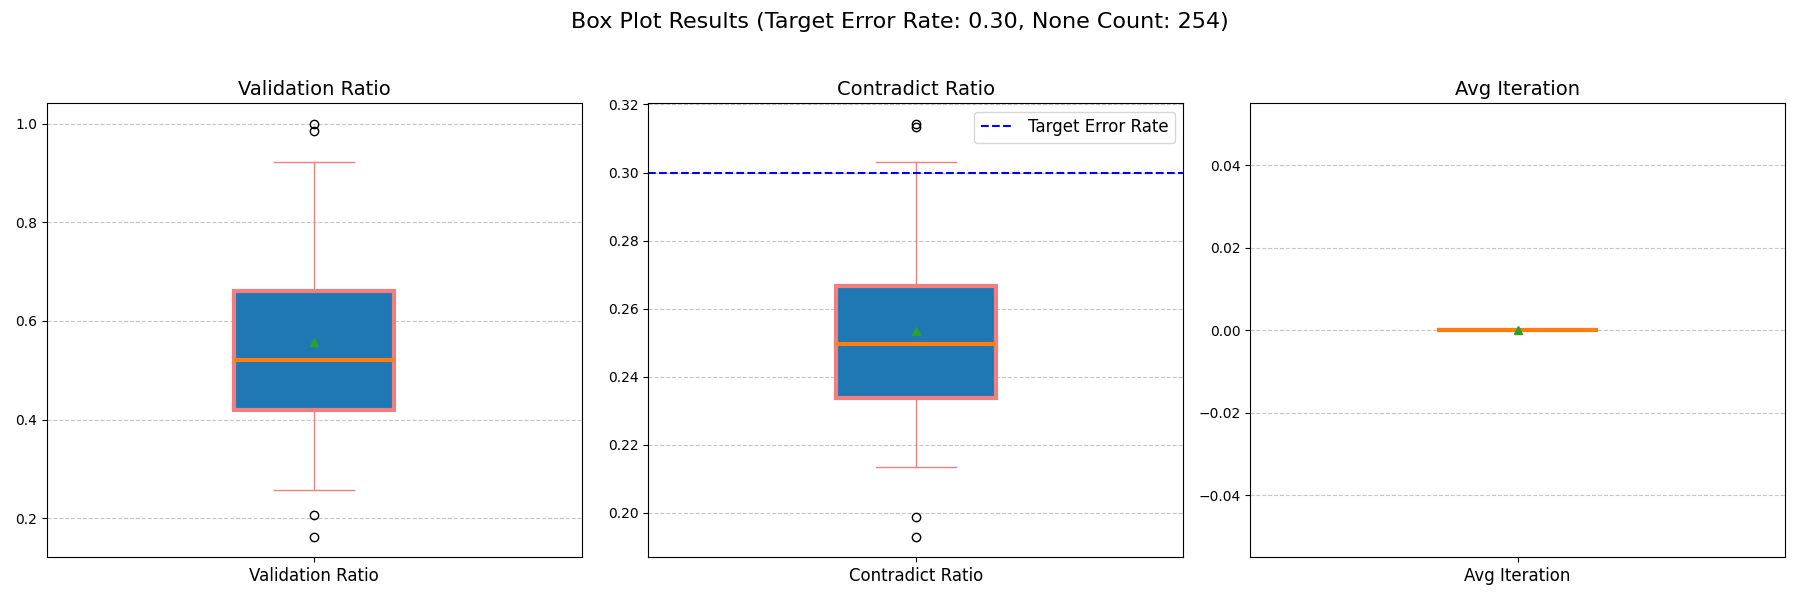 Box Plot Results (Target Error Rate: 0.30, None Count: 254)
Validation Ratio
1.0
0.8
0.6
0.4
0.2
Validation Ratio
Contradict Ratio
0.32
0.30
0.28
0.26
0.24
0.22
0.20
Target Error Rate
Contradict Ratio
Avg Iteration
0.04
0.02
0.00
−0.02
−0.04
Avg Iteration